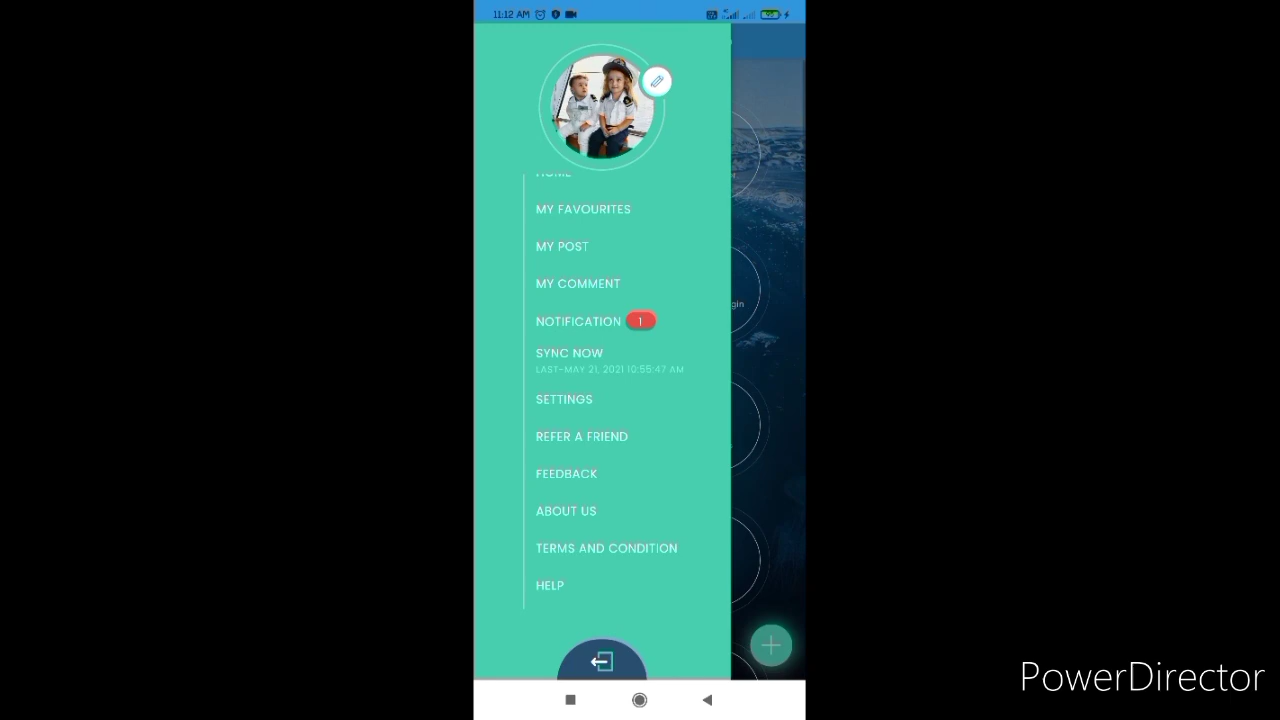 11:12 AM
HOME
MY FAVOURITES
MY POST
MY COMMENT
NOTIFICATION 1
SYNC NOW
LAST-MAY 21, 2021 10:55:47 AM
SETTINGS
REFER A FRIEND
FEEDBACK
ABOUT US
TERMS AND CONDITION
HELP
PowerDirector